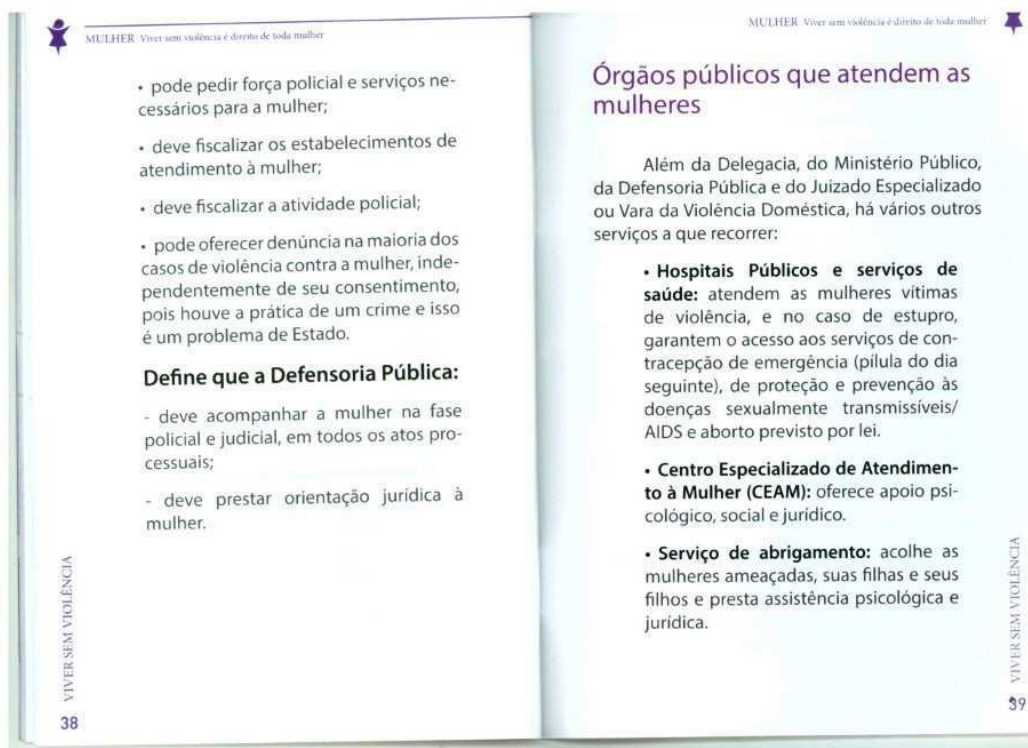 MULHER Viver sem violência é direito de toda mulher
• pode pedir força policial e serviços ne-
cessários para a mulher;
• deve fiscalizar os estabelecimentos de
atendimento à mulher;
• deve fiscalizar a atividade policial;
• pode oferecer denúncia na maioria dos
casos de violência contra a mulher, inde-
pendentemente de seu consentimento,
pois houve a prática de um crime e isso
é um problema de Estado.
Define que a Defensoria Pública:
- deve acompanhar a mulher na fase
policial e judicial, em todos os atos pro-
cessuais;
- deve prestar orientação jurídica à
mulher.
VIVER SEM VIOLÊNCIA
38
MULHER Viver sem violência é direito de toda mulher
Órgãos públicos que atendem as
mulheres
Além da Delegacia, do Ministério Público,
da Defensoria Pública e do Juizado Especializado
ou Vara da Violência Doméstica, há vários outros
serviços a que recorrer:
• Hospitais Públicos e serviços de
saúde: atendem as mulheres vítimas
de violência, e no caso de estupro,
garantem o acesso aos serviços de con-
tracepção de emergência (pílula do dia
seguinte), de proteção e prevenção às
doenças sexualmente transmissíveis/
AIDS e aborto previsto por lei.
• Centro Especializado de Atendimen-
to à Mulher (CEAM): oferece apoio psi-
cológico, social e jurídico.
• Serviço de abrigamento: acolhe as
mulheres ameaçadas, suas filhas e seus
filhos e presta assistência psicológica e
jurídica.
VIVER SEM VIOLÊNCIA
39